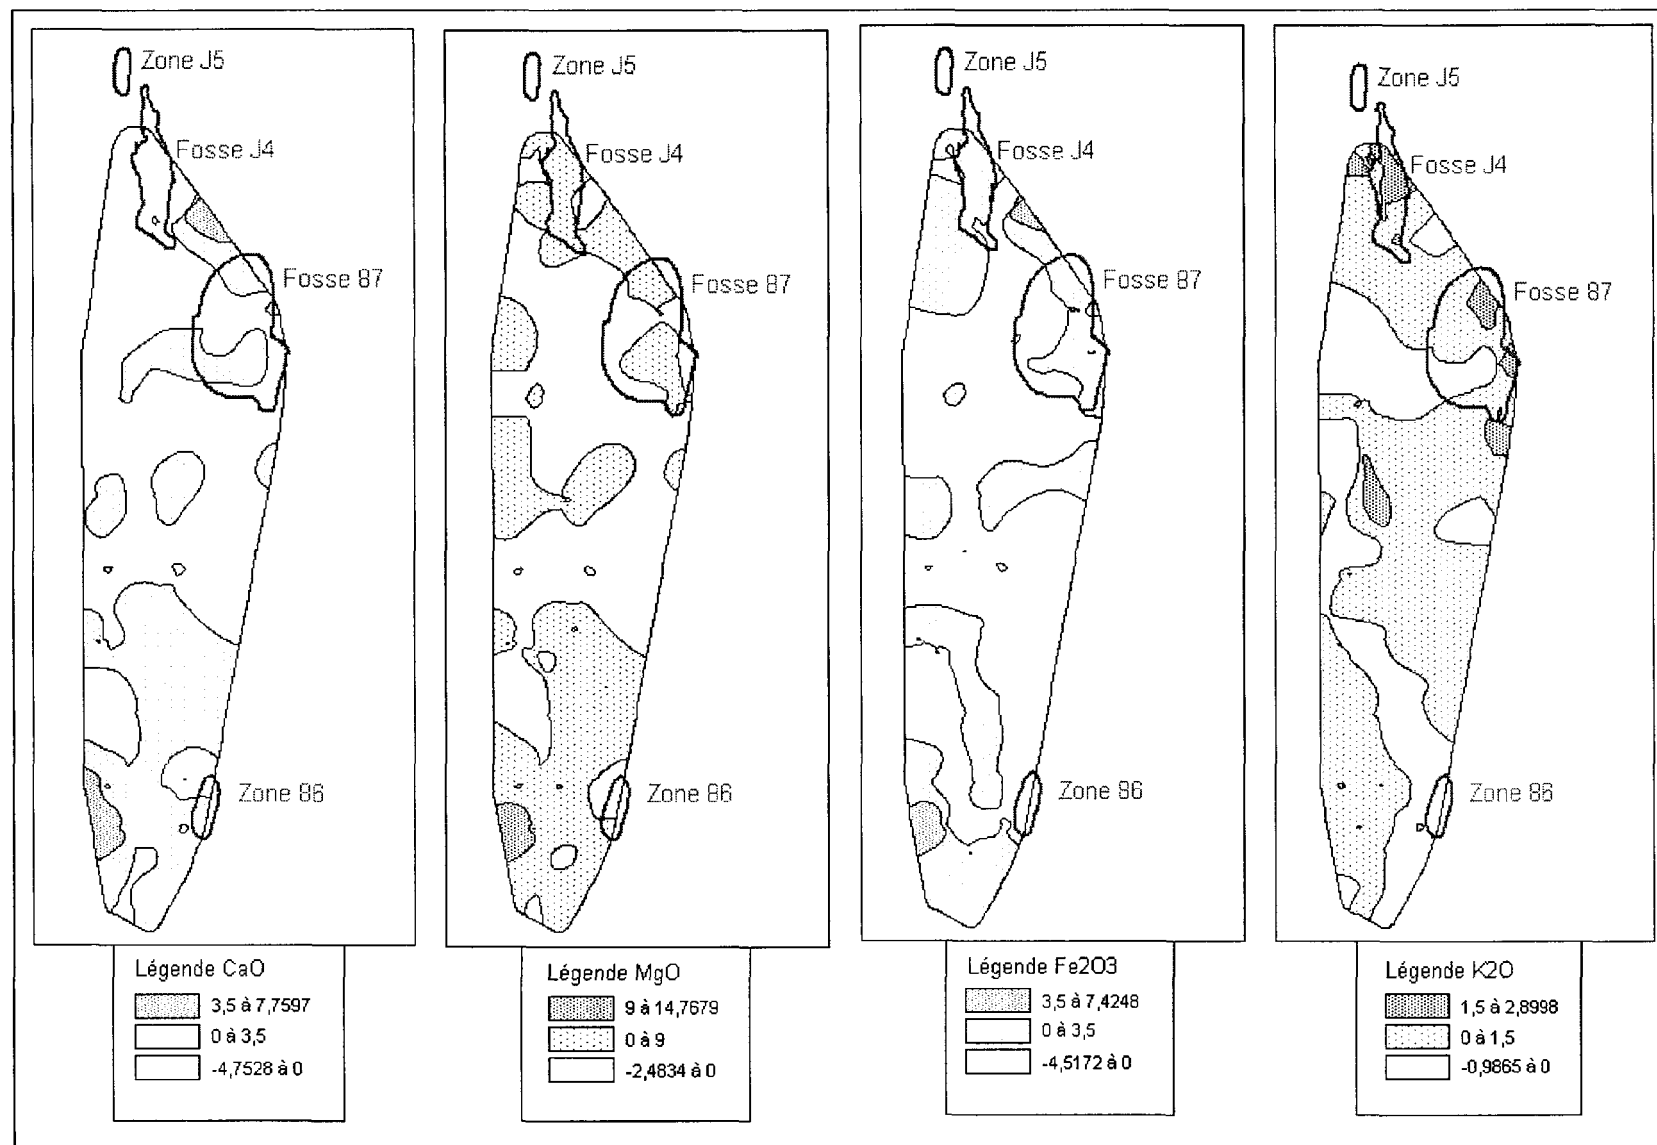 Zone J5
Fosse J4
Fosse 87
Zone 86
Légende CaO
3,5 à 7,7597
0 à 3,5
-4,7528 à 0
Zone J5
Fosse J4
Fosse 87
Zone 86
Légende MgO
9 à 14,7679
0 à 9
-2,4834 à 0
Zone J5
Fosse J4
Fosse 87
Zone 86
Légende Fe2O3
3,5 à 7,4248
0 à 3,5
-4,5172 à 0
Zone J5
Fosse J4
Fosse 87
Zone 86
Légende K2O
1,5 à 2,8998
0 à 1,5
-0,9865 à 0